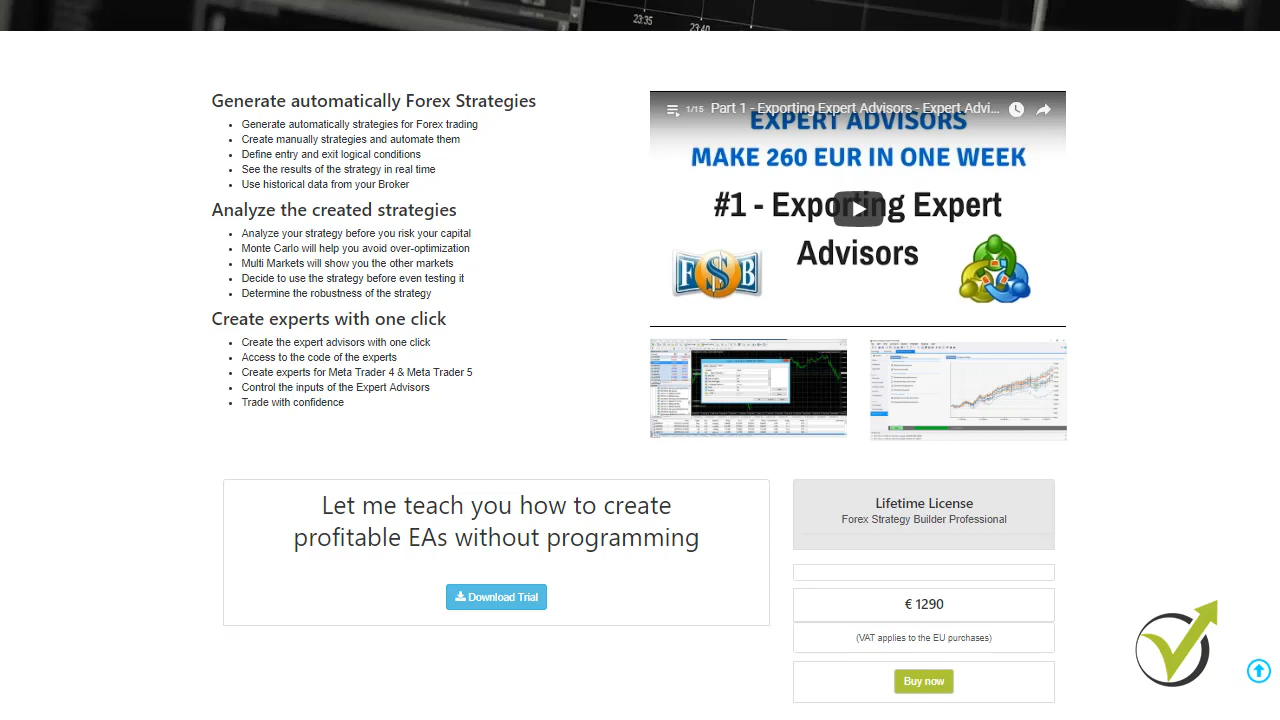 23:35
23:40
Generate automatically Forex Strategies
Generate automatically strategies for Forex trading
Create manually strategies and automate them
Define entry and exit logical conditions
See the results of the strategy in real time
Use historical data from your Broker
Analyze the created strategies
Analyze your strategy before you risk your capital
Monte Carlo will help you avoid over-optimization
Multi Markets will show you the other markets
Decide to use the strategy before even testing it
Determine the robustness of the strategy
Create experts with one click
Create the expert advisors with one click
Access to the code of the experts
Create experts for Meta Trader 4 & Meta Trader 5
Control the inputs of the Expert Advisors
Trade with confidence
1/15 Part 1 - Exporting Expert Advisors - Expert Advi...
EXPERT ADVISORS
MAKE 260 EUR IN ONE WEEK
#1 - Exporting Expert
Advisors
F$B
Let me teach you how to create
profitable EAs without programming
Download Trial
Lifetime License
Forex Strategy Builder Professional
€ 1290
(VAT applies to the EU purchases)
Buy now